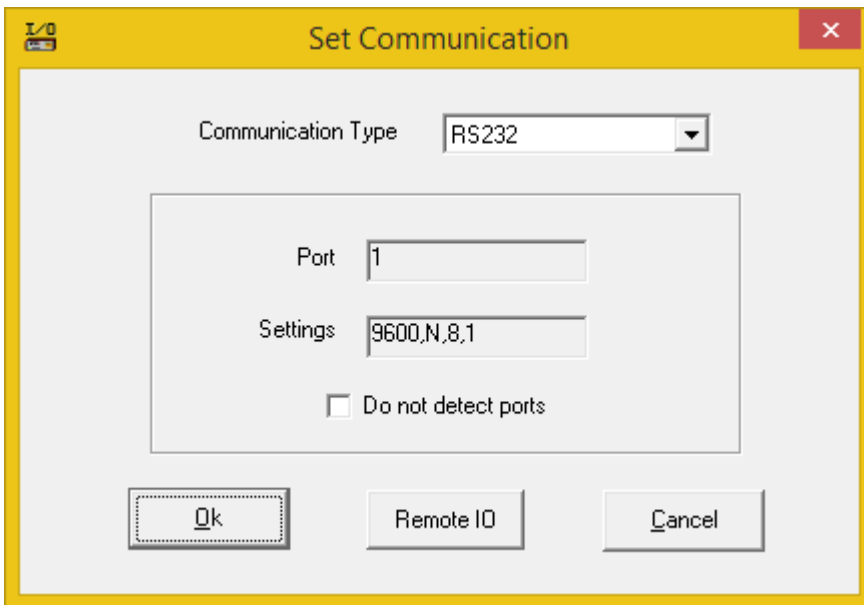 I/O
Set Communication
Communication Type RS232
Port 1
Settings 9600,N,8,1
Do not detect ports
Ok Remote IO Cancel